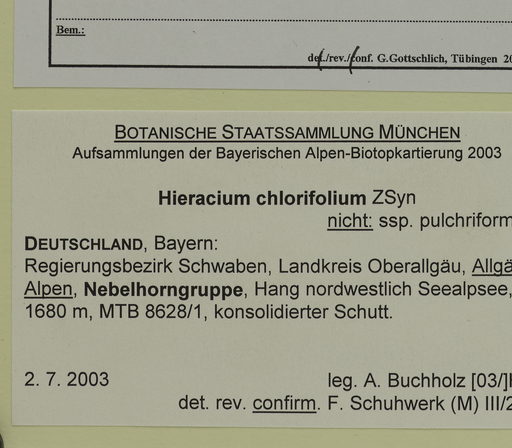 Bem.:
det./rev./conf. G.Gottschlich, Tübingen 20
BOTANISCHE STAATSSAMMLUNG MÜNCHEN
Aufsammlungen der Bayerischen Alpen-Biotopkartierung 2003
Hieracium chlorifolium ZSyn
nicht: ssp. pulchriform
DEUTSCHLAND, Bayern:
Regierungsbezirk Schwaben, Landkreis Oberallgäu, Allgä
Alpen, Nebelhorngruppe, Hang nordwestlich Seealpsee,
1680 m, MTB 8628/1, konsolidierter Schutt.
2. 7. 2003 leg. A. Buchholz [03/]
det. rev. confirm. F. Schuhwerk (M) III/2